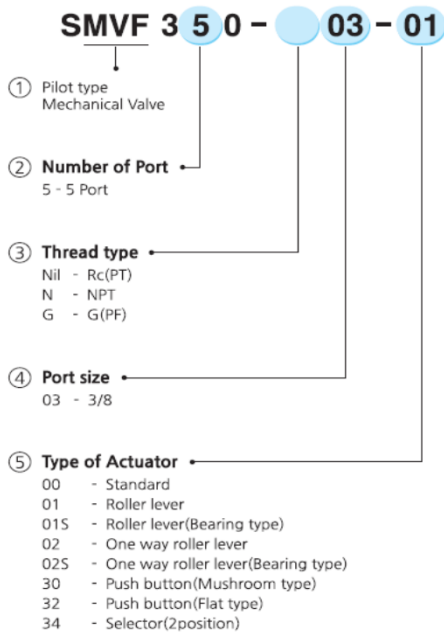 SMVF 350- 03-01
① Pilot type
Mechanical Valve
② Number of Port
5 - 5 Port
③ Thread type
Nil - Rc(PT)
N - NPT
G - G(PF)
④ Port size
03 - 3/8
⑤ Type of Actuator
00 - Standard
01 - Roller lever
01S - Roller lever(Bearing type)
02 - One way roller lever
02S - One way roller lever(Bearing type)
30 - Push button(Mushroom type)
32 - Push button(Flat type)
34 - Selector(2position)